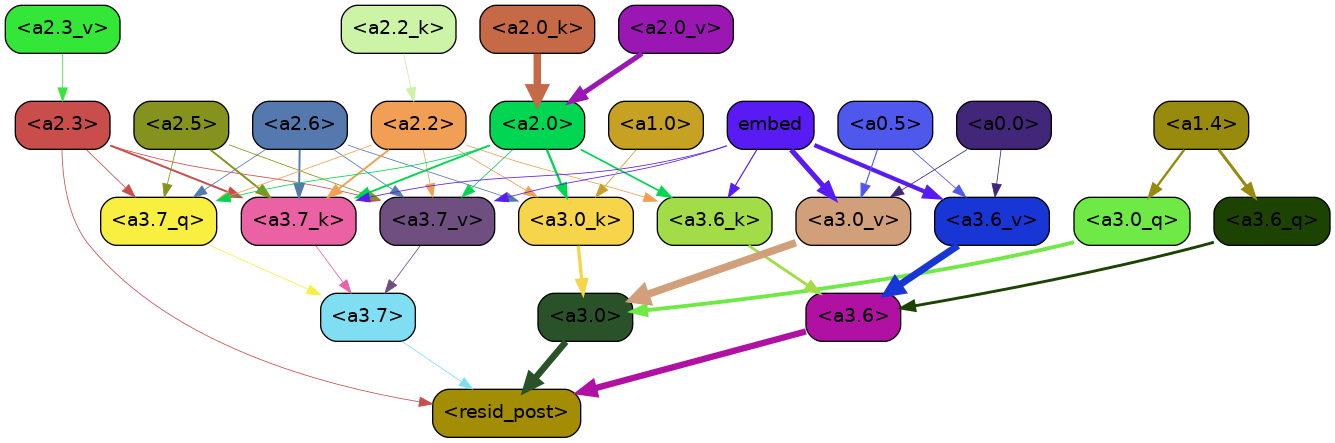 <a2.3_v> <a2.2_k> <a2.0_k> <a2.0_v>
<a2.3> <a2.5> <a2.6> <a2.2> <a2.0> <a1.0> embed <a0.5> <a0.0> <a1.4>
<a3.7_q> <a3.7_k> <a3.7_v> <a3.0_k> <a3.6_k> <a3.0_v> <a3.6_v> <a3.0_q> <a3.6_q>
<a3.7> <a3.0> <a3.6>
<resid_post>